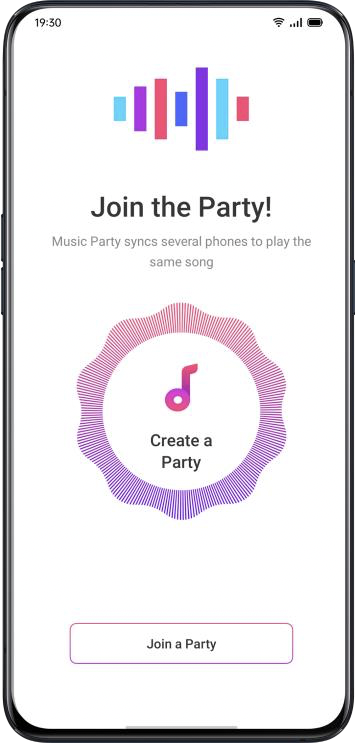 19:30
Join the Party!
Music Party syncs several phones to play the
same song
Create a
Party
Join a Party